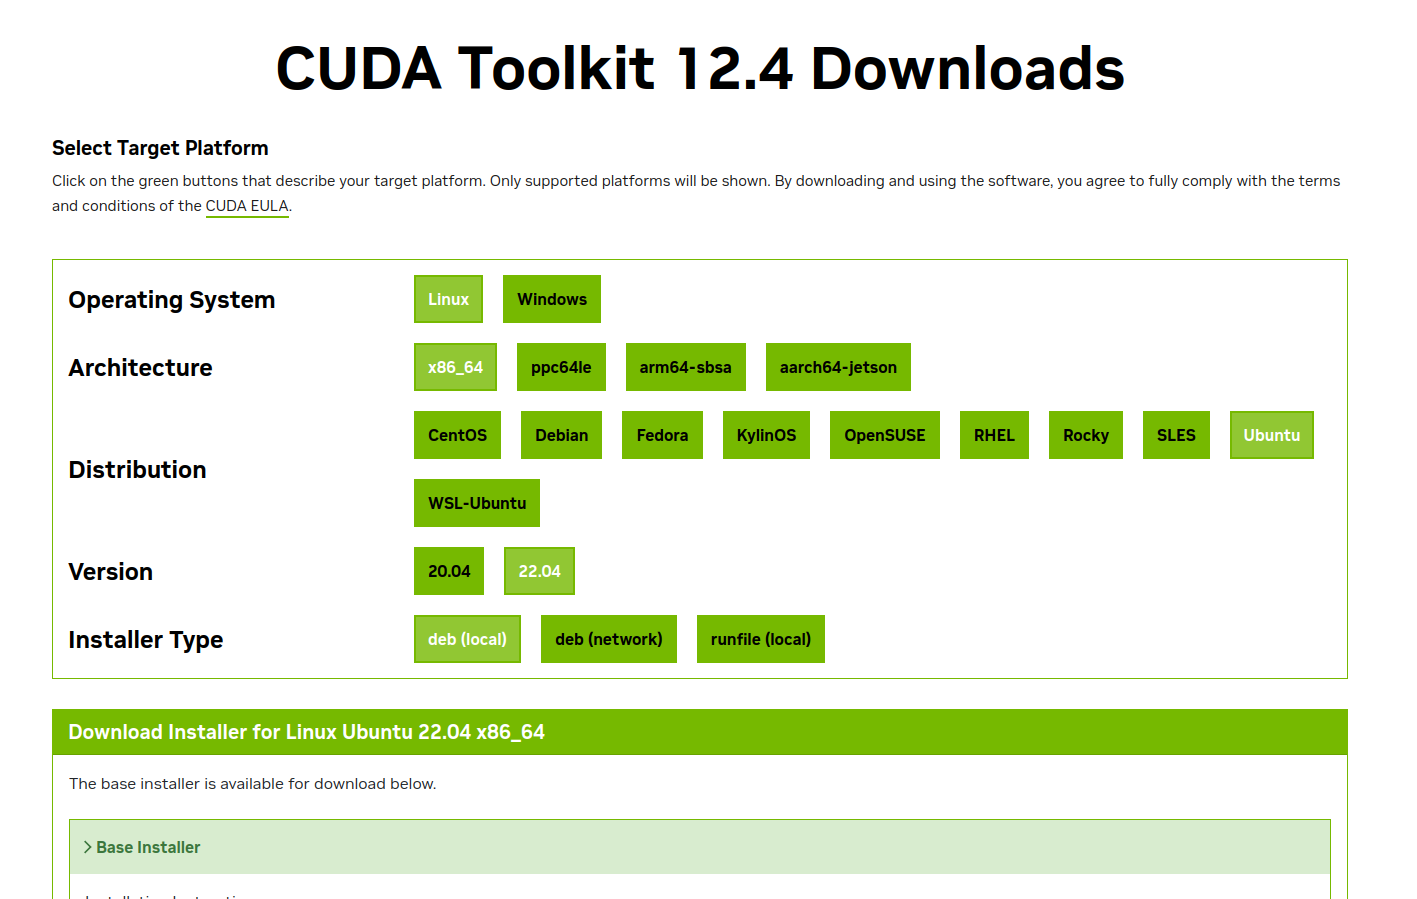 CUDA Toolkit 12.4 Downloads
Select Target Platform
Click on the green buttons that describe your target platform. Only supported platforms will be shown. By downloading and using the software, you agree to fully comply with the terms
and conditions of the CUDA EULA.
Operating System
Linux Windows
Architecture
x86_64 ppc64le arm64-sbsa aarch64-jetson
Distribution
CentOS Debian Fedora KylinOS OpenSUSE RHEL Rocky SLES Ubuntu
WSL-Ubuntu
Version
20.04 22.04
Installer Type
deb (local) deb (network) runfile (local)
Download Installer for Linux Ubuntu 22.04 x86_64
The base installer is available for download below.
Base Installer